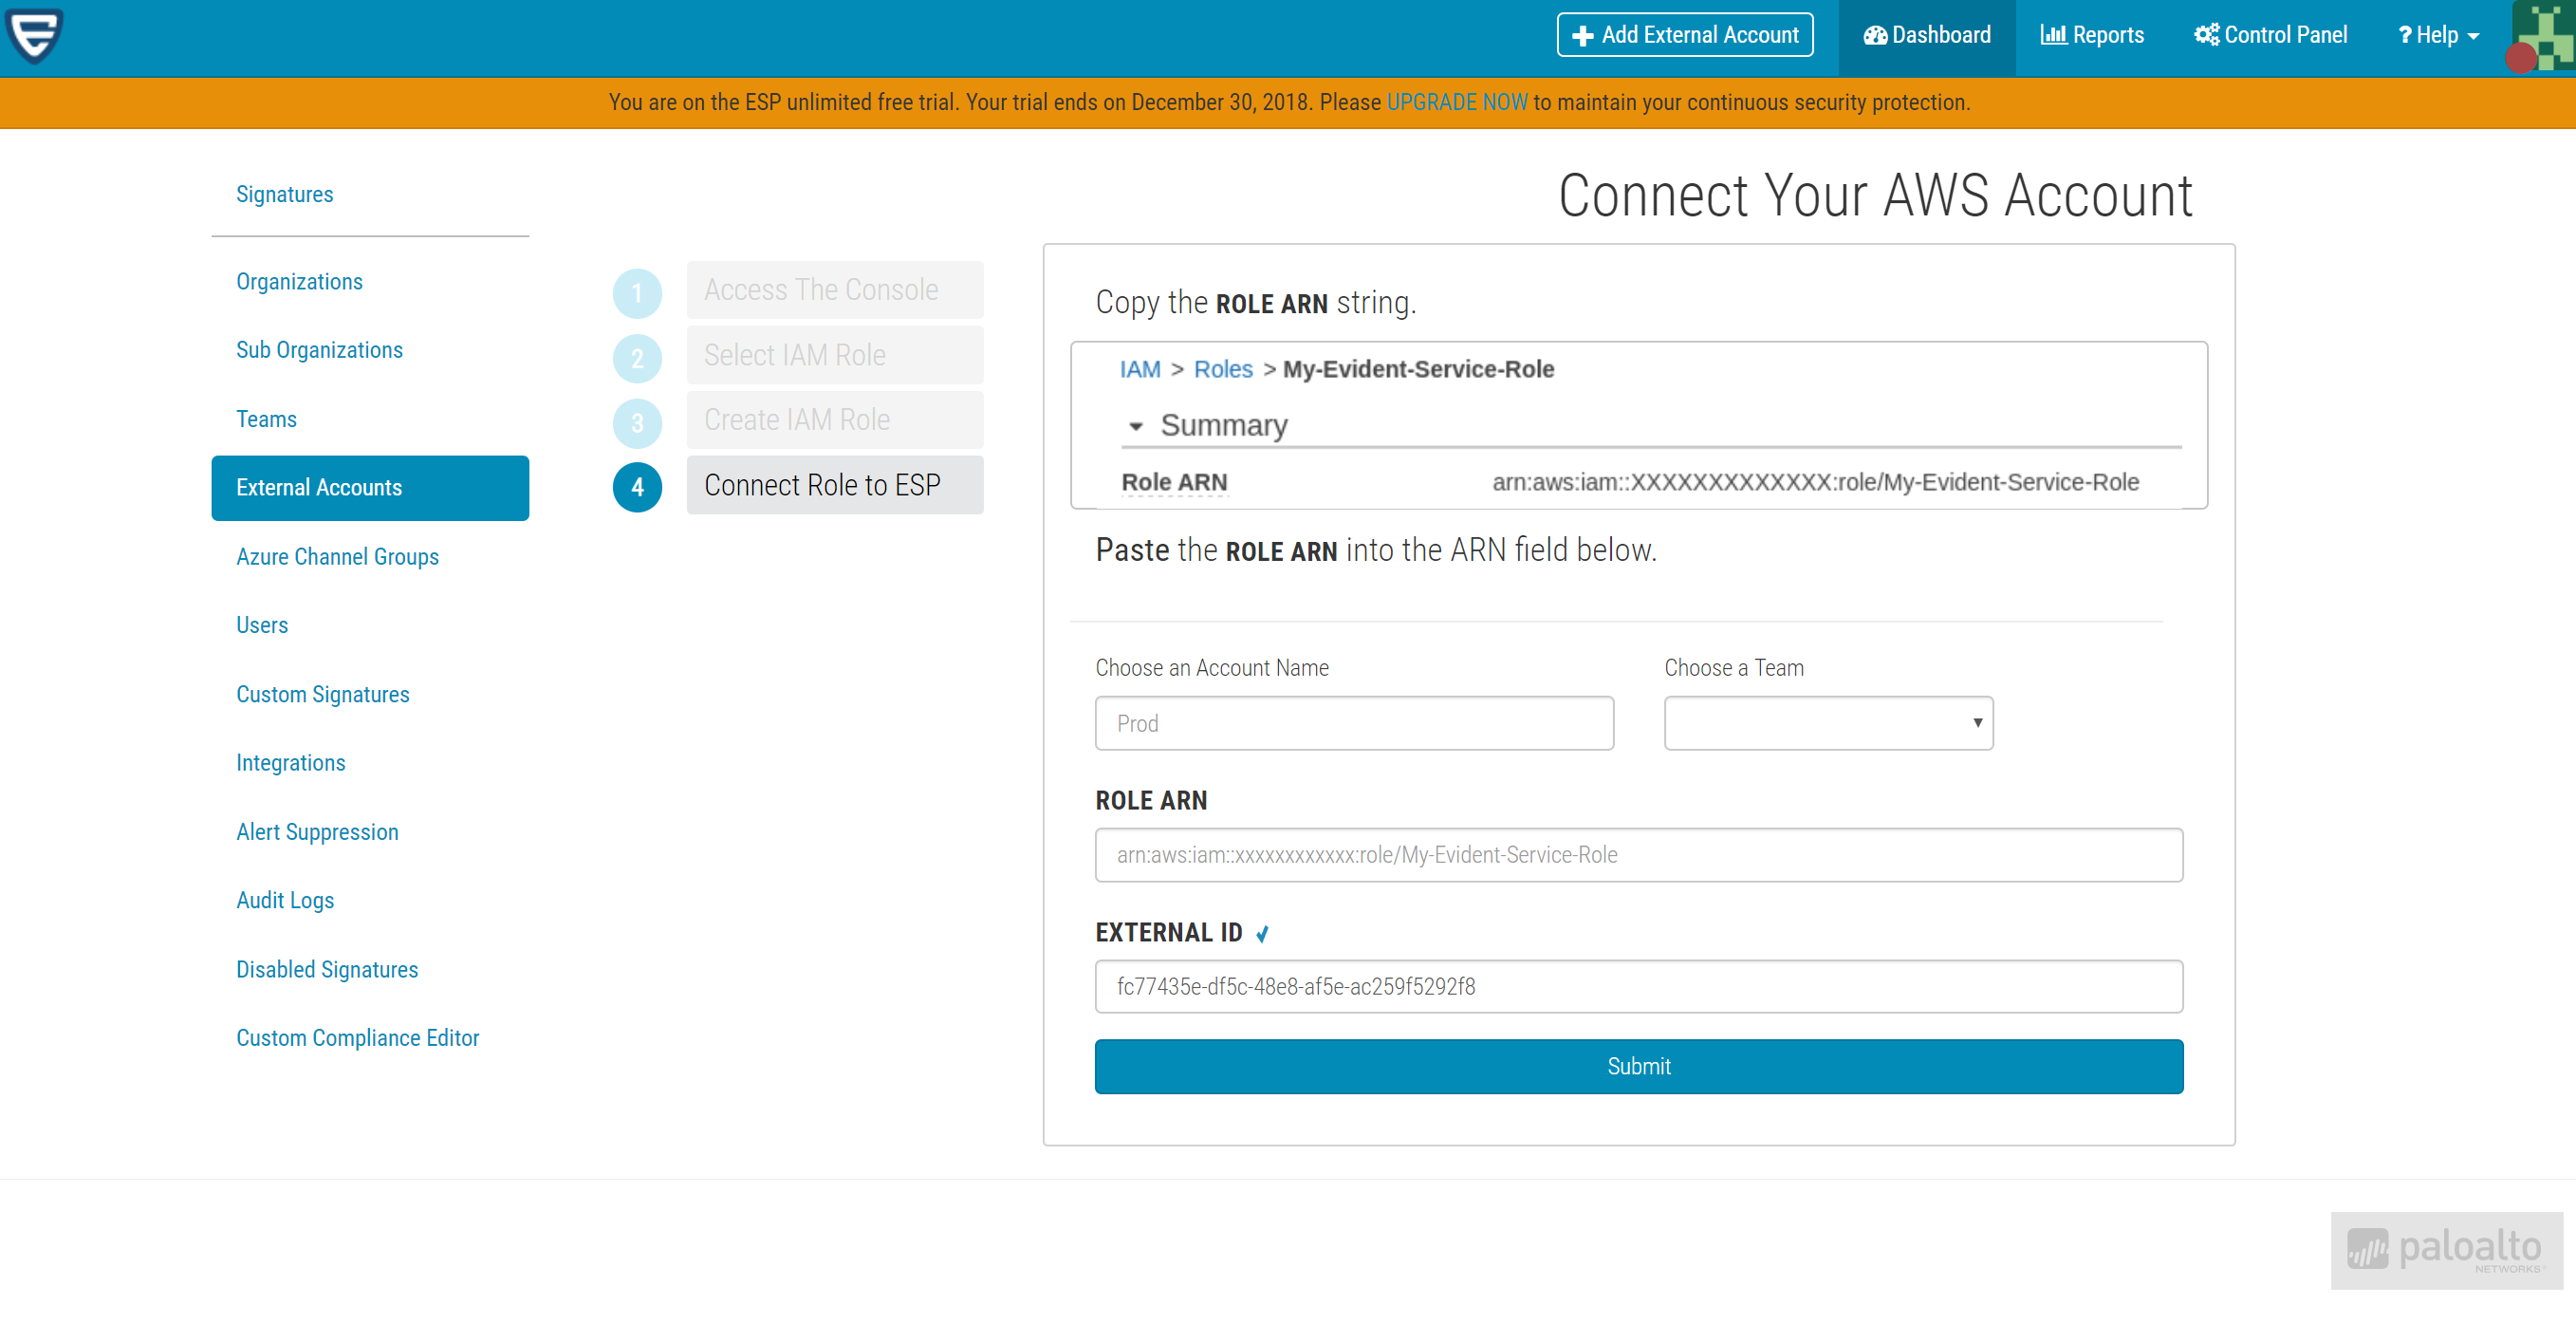 Add External Account
Dashboard
Reports
Control Panel
? Help
You are on the ESP unlimited free trial. Your trial ends on December 30, 2018. Please UPGRADE NOW to maintain your continuous security protection.
Signatures
Organizations
Sub Organizations
Teams
External Accounts
Azure Channel Groups
Users
Custom Signatures
Integrations
Alert Suppression
Audit Logs
Disabled Signatures
Custom Compliance Editor
1 Access The Console
2 Select IAM Role
3 Create IAM Role
4 Connect Role to ESP
Connect Your AWS Account
Copy the ROLE ARN string.
IAM > Roles > My-Evident-Service-Role
Summary
Role ARN arn:aws:iam::XXXXXXXXXXXXX:role/My-Evident-Service-Role
Paste the ROLE ARN into the ARN field below.
Choose an Account Name
Prod
Choose a Team
ROLE ARN
arn:aws:iam::xxxxxxxxxxxx:role/My-Evident-Service-Role
EXTERNAL ID
fc77435e-df5c-48e8-af5e-ac259f5292f8
Submit
paloalto
NETWORKS